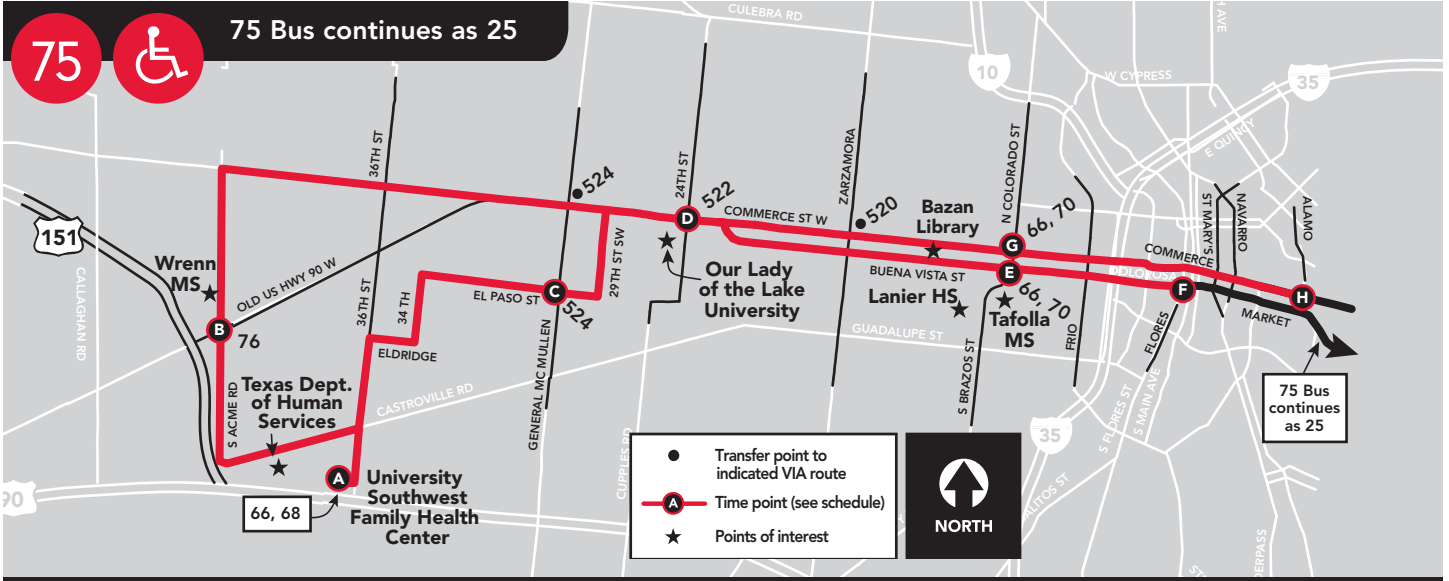 75
75 Bus continues as 25
CULEBRA RD
10
W CYPRESS
35
E QUINCY
36TH ST
524
24TH ST
522
ZARZAMORA
520
N COLORADO ST
66, 70
COMMERCE ST W
Bazan
Library
G
D
ST MARY'S
NAVARRO
ALAMO
COMMERCE
151
Wrenn
MS
OLD US HWY 90 W
CALLAGHAN RD
B
76
36TH ST
34 TH
EL PASO ST
C
524
29TH ST SW
Our Lady
of the Lake
University
BUENA VISTA ST
Lanier HS
E
66, 70
Tafolla
MS
DOLOROSA
F
H
MARKET
GUADALUPE ST
FRIO
FLORES
ELDRIDGE
GENERAL MC MULLEN
S BRAZOS ST
S ACME RD
Texas Dept.
of Human
Services
CASTROVILLE RD
75 Bus
continues
as 25
S FLORES ST
S MAIN AVE
35
90
A
University
Southwest
Family Health
Center
66, 68
CUPPLES RD
Transfer point to
indicated VIA route
A
Time point (see schedule)
Points of interest
NORTH